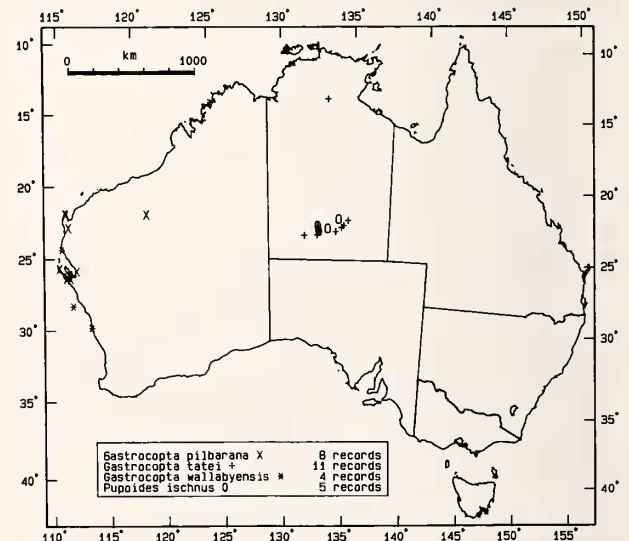 115° 120° 125° 130° 135° 140° 145° 150°
10° 10°
km
0 1000
15° 15°
20° 20°
25° 25°
30° 30°
35° 35°
Gastrocopta pilbarana X 8 records
Gastrocopta tatei + 11 records
Gastrocopta wallabyensis * 4 records
Pupoides ischnus O 5 records
40° 40°
110° 115° 120° 125° 130° 135° 140° 145° 150° 155°